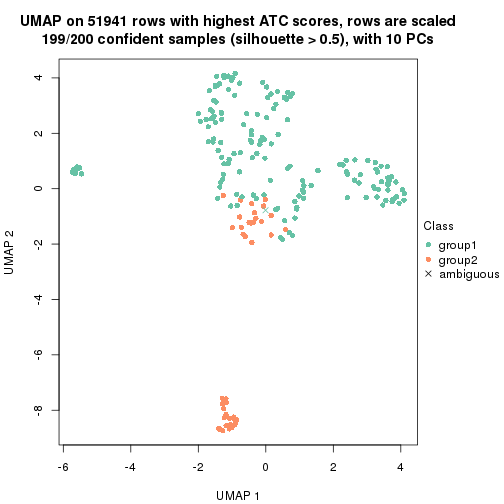 UMAP on 51941 rows with highest ATC scores, rows are scaled
199/200 confident samples (silhouette > 0.5), with 10 PCs
4
2
0
-2
-4
-6
-8
UMAP 2
-6
-4
-2
0
2
4
UMAP 1
Class
group1
group2
ambiguous